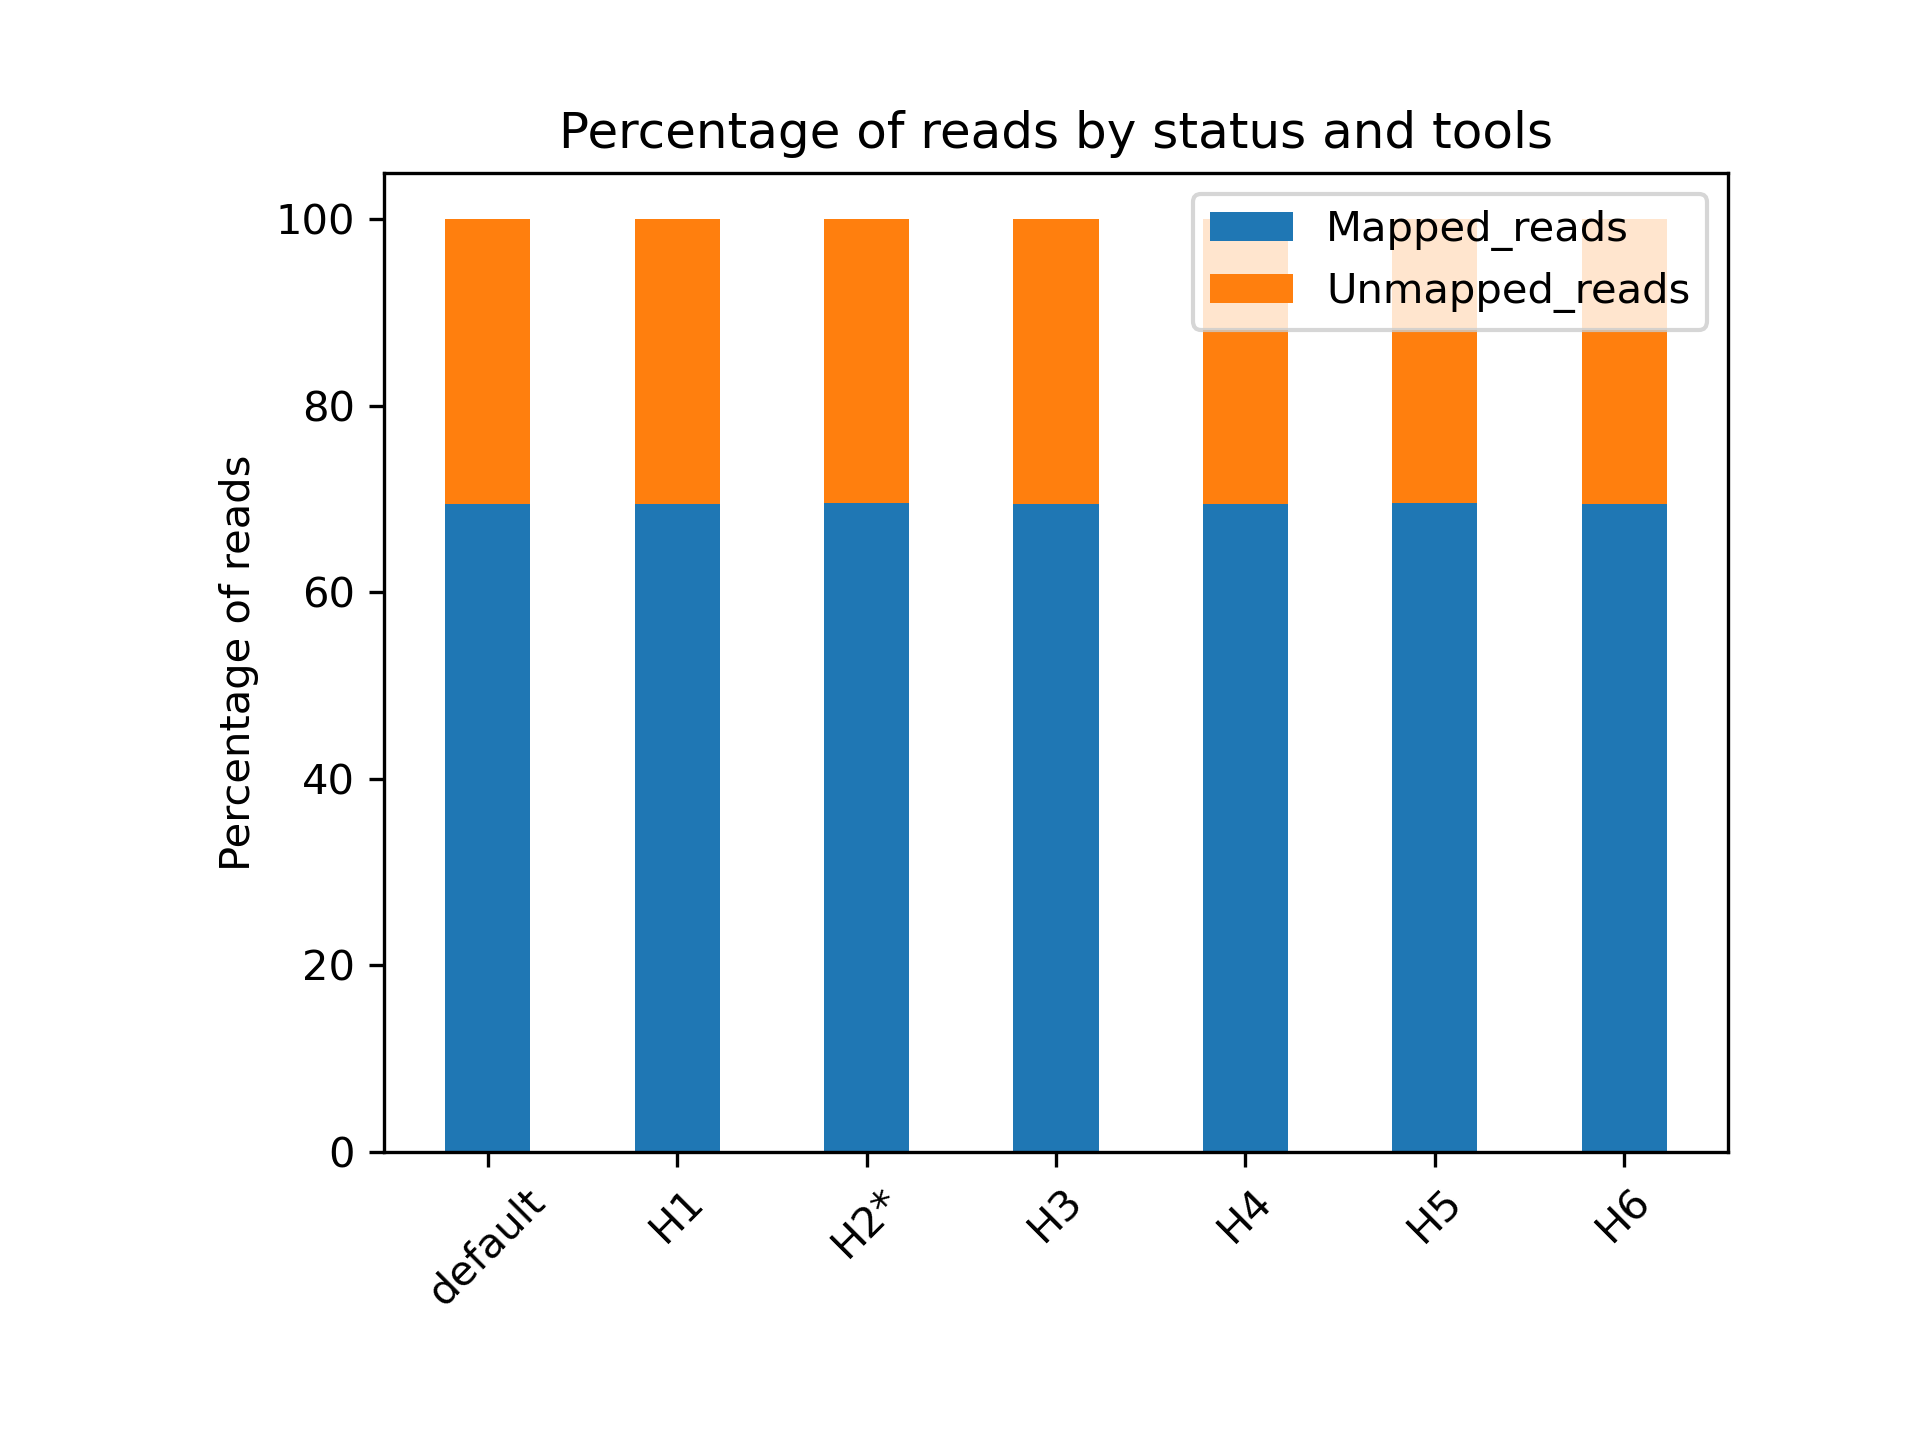 Percentage of reads by status and tools
Mapped_reads
Unmapped_reads
Percentage of reads
100
80
60
40
20
0
default
H1
H2*
H3
H4
H5
H6